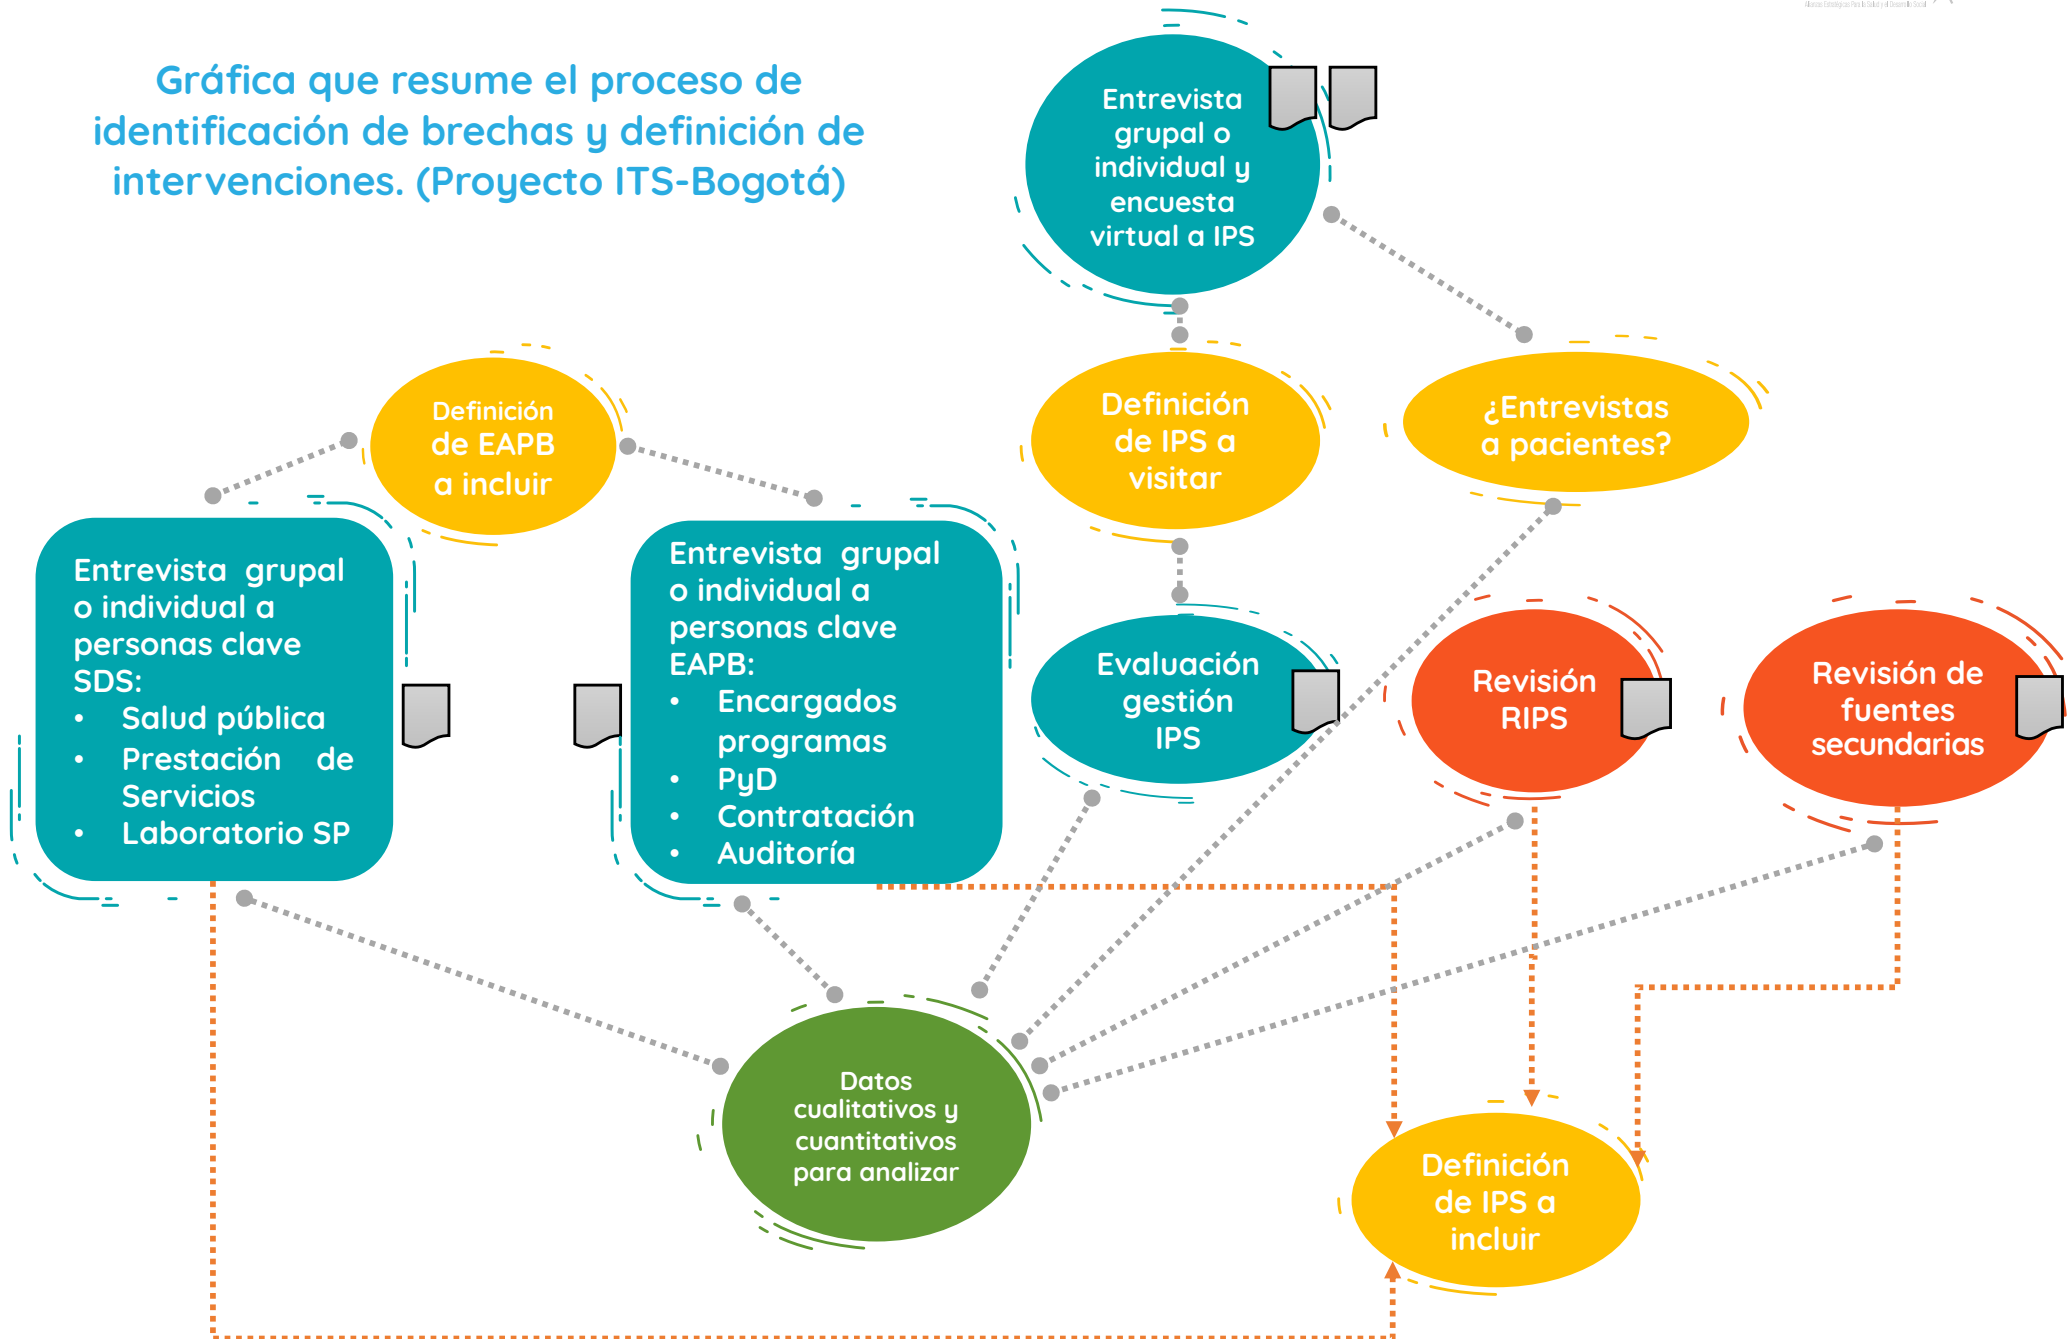 Gráfica que resume el proceso de
identificación de brechas y definición de
intervenciones. (Proyecto ITS-Bogotá)
Entrevista
grupal o
individual y
encuesta
virtual a IPS
Definición
de EAPB
a incluir
Definición
de IPS a
visitar
¿Entrevistas
a pacientes?
Entrevista grupal
o individual a
personas clave
SDS:
• Salud pública
• Prestación de
Servicios
• Laboratorio SP
Entrevista grupal
o individual a
personas clave
EAPB:
• Encargados
programas
• PyD
• Contratación
• Auditoría
Evaluación
gestión
IPS
Revisión
RIPS
Revisión de
fuentes
secundarias
Datos
cualitativos y
cuantitativos
para analizar
Definición
de IPS a
incluir